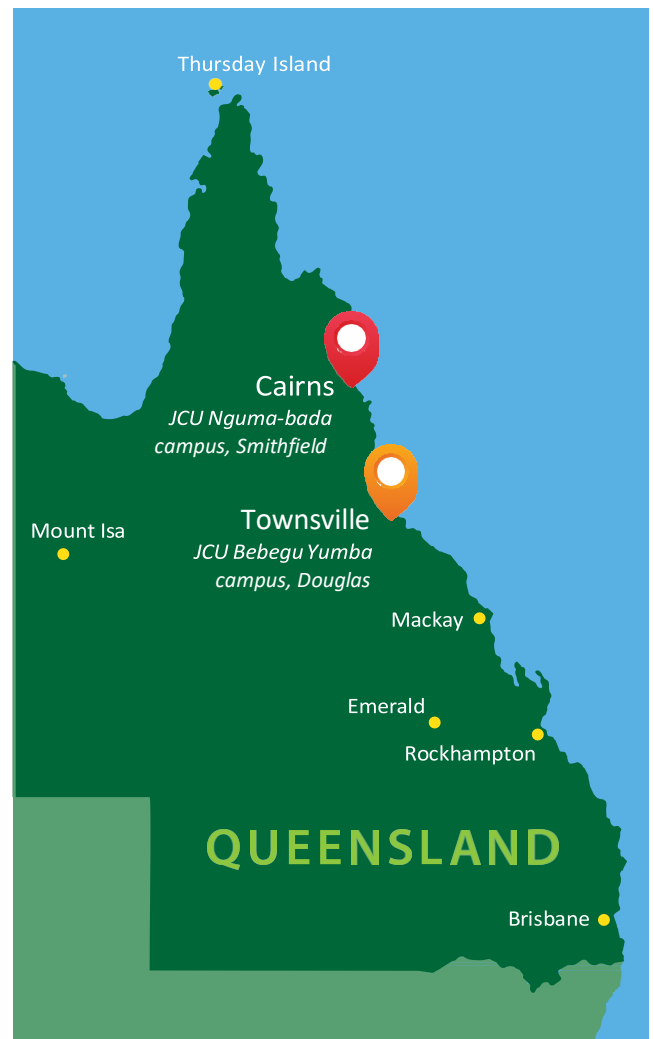 Thursday Island
Cairns
JCU Nguma-bada
campus, Smithfield
Townsville
JCU Bebegu Yumba
campus, Douglas
Mount Isa
Mackay
Emerald
Rockhampton
QUEENSLAND
Brisbane